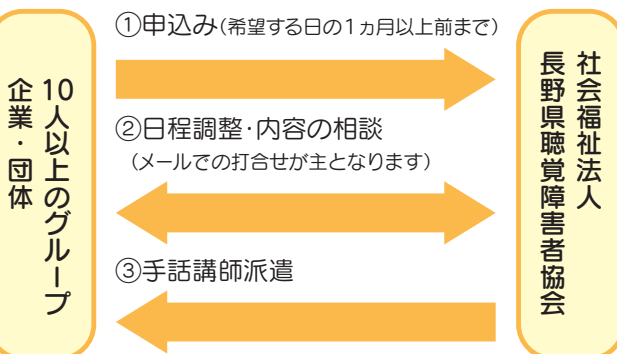 10人以上のグループ
企業・団体
①申込み(希望する日の1ヵ月以上前まで)
②日程調整・内容の相談
(メールでの打合せが主となります)
③手話講師派遣
社会福祉法人
長野県聴覚障害者協会